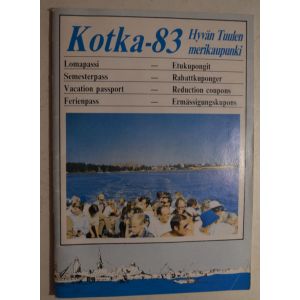 Kotka-83 Hyvän Tuulen
merikaupunki
Lomapassi — Etukupongit
Semesterpass — Rabattkuponger
Vacation passport — Reduction coupons
Ferienpass — Ermässigungskupons